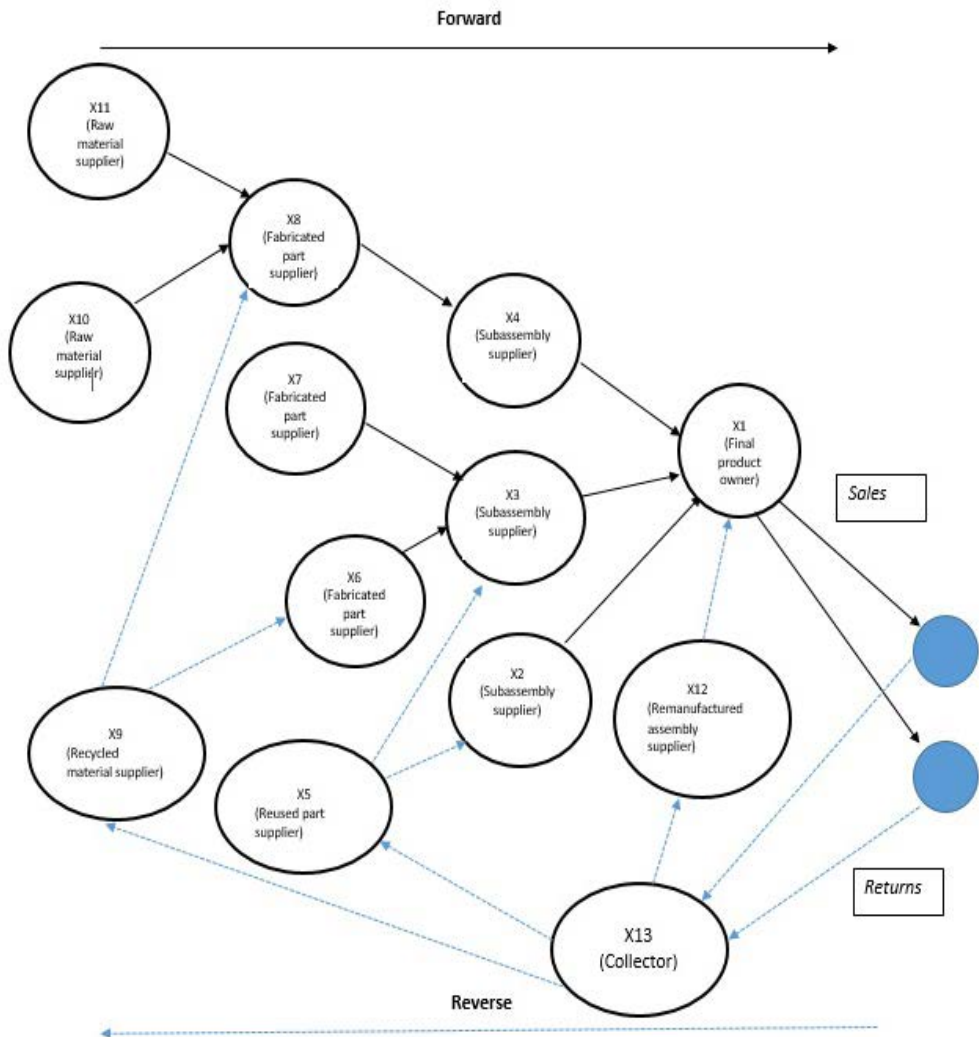 Forward
X11
(Raw
material
supplier)
X8
(Fabricated
part
supplier)
X10
(Raw
material
supplier)
X4
(Subassembly
supplier)
X7
(Fabricated
part
supplier)
X1
(Final
product
owner)
X3
(Subassembly
supplier)
Sales
X6
(Fabricated
part
supplier)
X2
(Subassembly
supplier)
X12
(Remanufactured
assembly
supplier)
X9
(Recycled
material supplier)
X5
(Reused part
supplier)
Returns
X13
(Collector)
Reverse